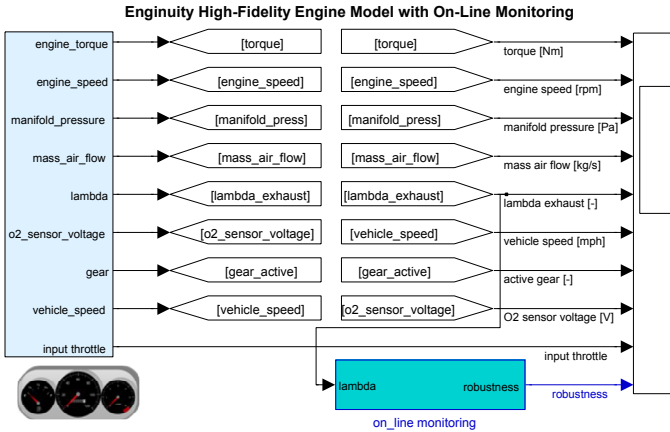 Enginuity High-Fidelity Engine Model with On-Line Monitoring
engine_torque [torque] [torque] torque [Nm]
engine_speed [engine_speed] [engine_speed] engine speed [rpm]
manifold_pressure [manifold_press] [manifold_press] manifold pressure [Pa]
mass_air_flow [mass_air_flow] [mass_air_flow] mass air flow [kg/s]
lambda [lambda_exhaust] [lambda_exhaust] lambda exhaust [-]
o2_sensor_voltage [o2_sensor_voltage] [vehicle_speed] vehicle speed [mph]
gear [gear_active] [gear_active] active gear [-]
vehicle_speed [vehicle_speed] [o2_sensor_voltage] O2 sensor voltage [V]
input throttle input throttle
lambda robustness robustness
on_line monitoring